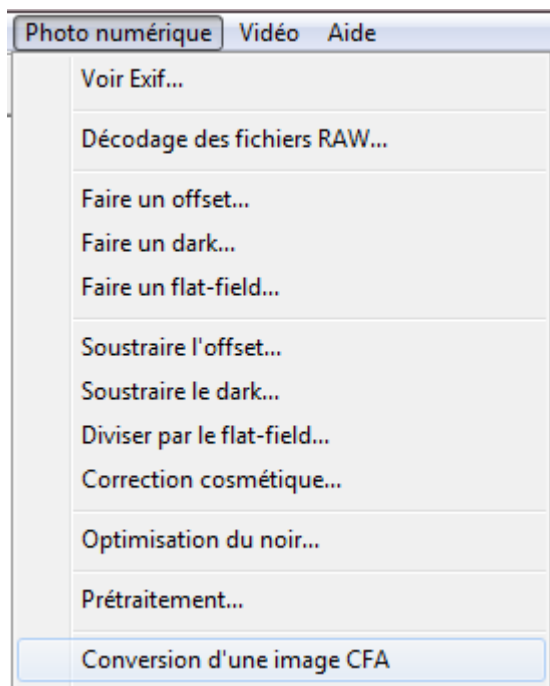 Photo numérique Vidéo Aide
Voir Exif...
Décodage des fichiers RAW...
Faire un offset...
Faire un dark...
Faire un flat-field...
Soustraire l'offset...
Soustraire le dark...
Diviser par le flat-field...
Correction cosmétique...
Optimisation du noir...
Prétraitement...
Conversion d'une image CFA